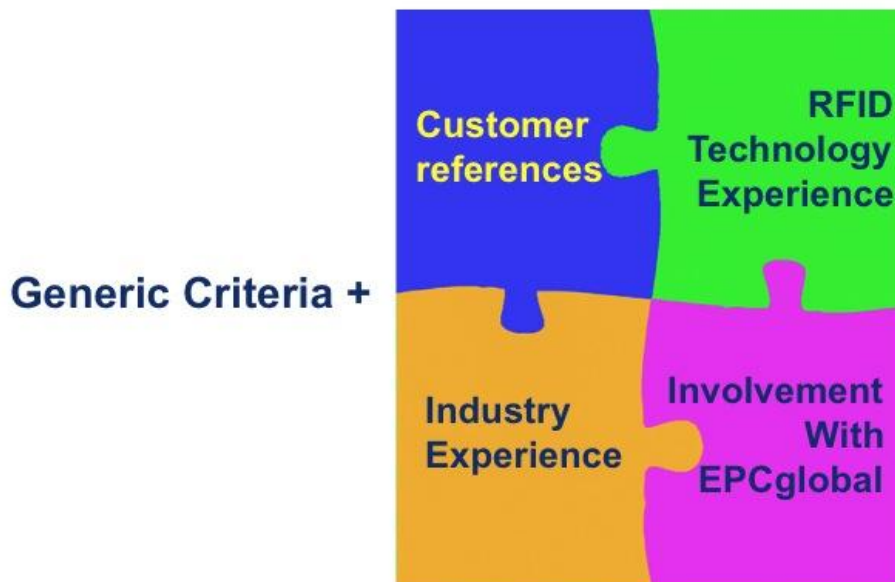 Generic Criteria +
Customer
references
RFID
Technology
Experience
Industry
Experience
Involvement
With
EPCglobal